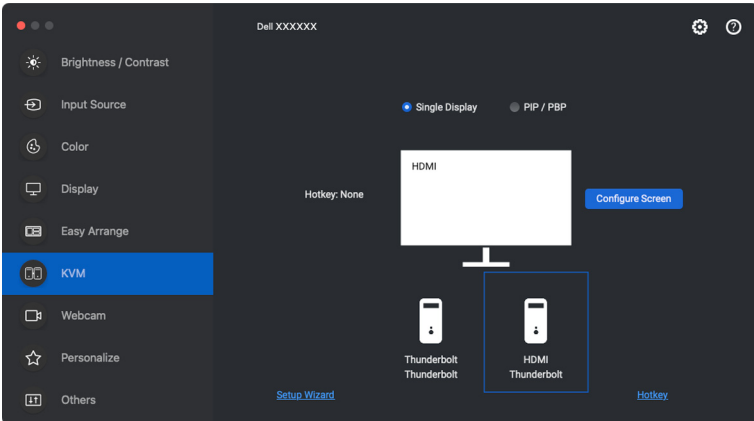 Dell XXXXXX
Brightness / Contrast
Input Source
Color
Display
Easy Arrange
KVM
Webcam
Personalize
Others
Single Display
PIP / PBP
HDMI
Hotkey: None
Configure Screen
Thunderbolt
Thunderbolt
HDMI
Thunderbolt
Setup Wizard
Hotkey